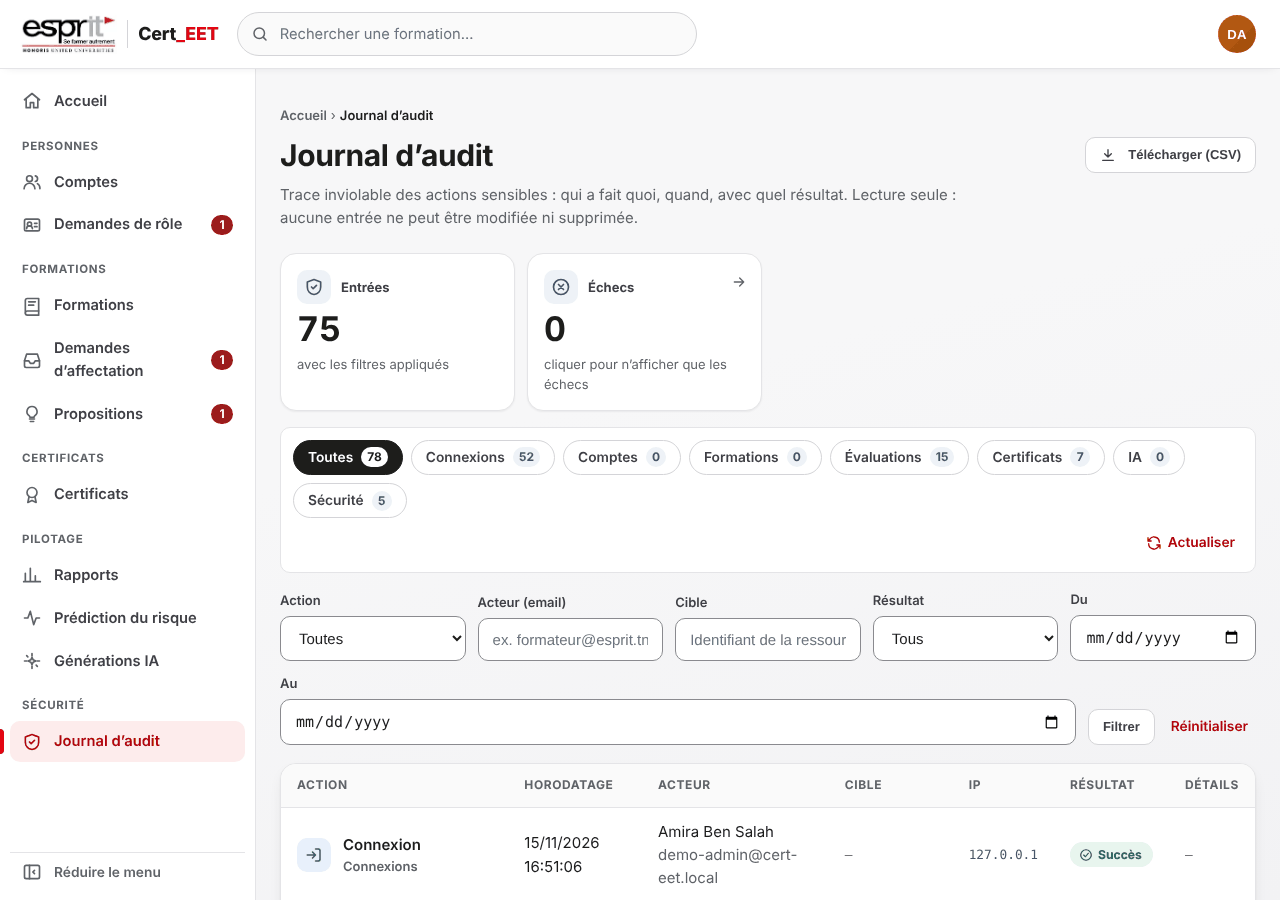 esprit
Se former autrement
HONORIS UNITED UNIVERSITIES
Cert_EET
Rechercher une formation...
DA
Accueil
PERSONNES
Comptes
Demandes de rôle 1
FORMATIONS
Formations
Demandes
d’affectation 1
Propositions 1
CERTIFICATS
Certificats
PILOTAGE
Rapports
Prédiction du risque
Générations IA
SÉCURITÉ
Journal d’audit
Réduire le menu
Accueil › Journal d’audit
Journal d’audit
Télécharger (CSV)
Trace inviolable des actions sensibles : qui a fait quoi, quand, avec quel résultat. Lecture seule :
aucune entrée ne peut être modifiée ni supprimée.
Entrées
75
avec les filtres appliqués
Échecs
0
cliquer pour n’afficher que les
échecs
Toutes 78 Connexions 52 Comptes 0 Formations 0 Évaluations 15 Certificats 7 IA 0
Sécurité 5
Actualiser
Action Acteur (email) Cible Résultat Du
Toutes ex. formateur@esprit.tn Identifiant de la ressour Tous mm/dd/yyyy
Au
mm/dd/yyyy Filtrer Réinitialiser
ACTION HORODATAGE ACTEUR CIBLE IP RÉSULTAT DÉTAILS
Connexion
Connexions
15/11/2026
16:51:06
Amira Ben Salah
demo-admin@cert-
eet.local
—
127.0.0.1
Succès
—